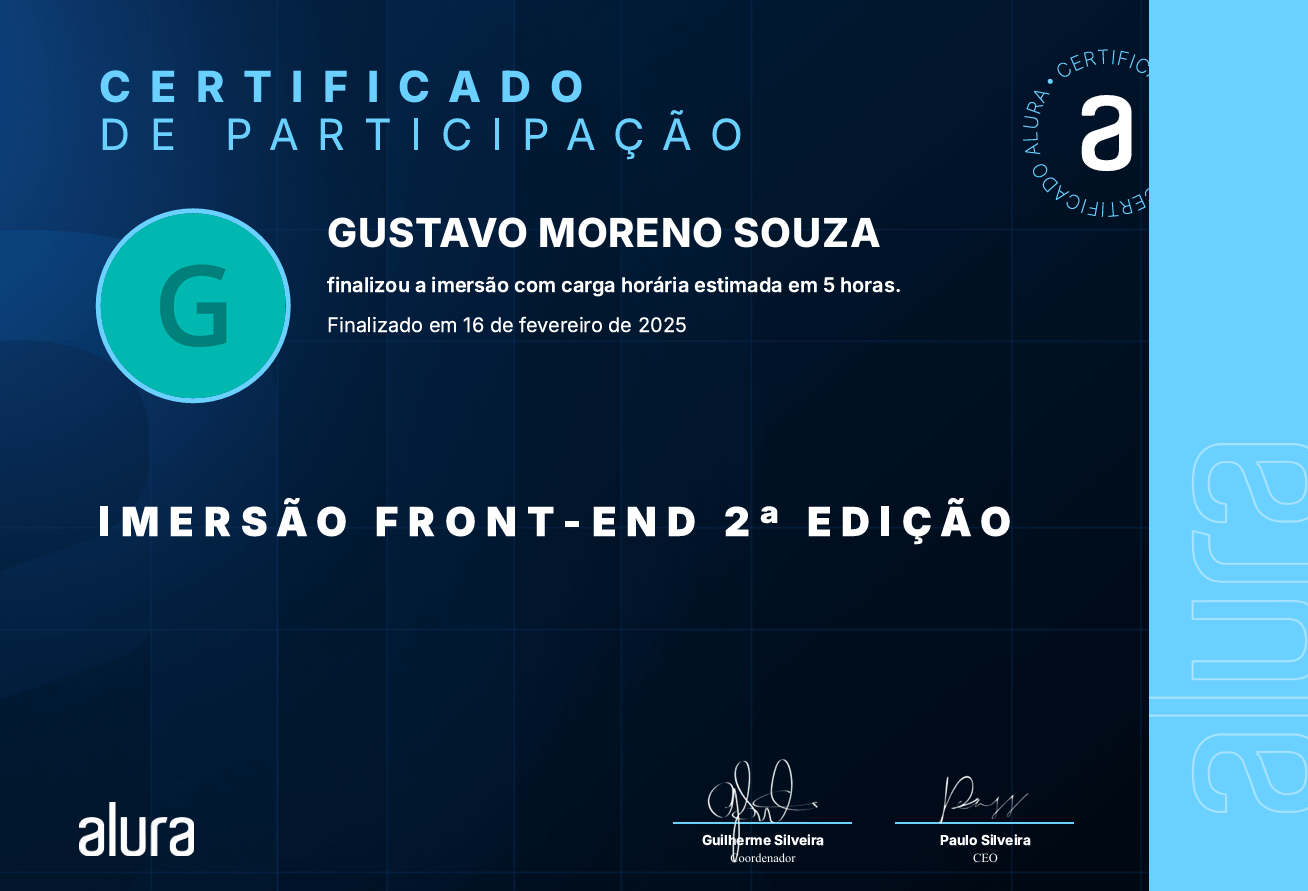 CERTIFICADO
DE PARTICIPAÇÃO
CERTIFICADO ALURA •
a
G
GUSTAVO MORENO SOUZA
finalizou a imersão com carga horária estimada em 5 horas.
Finalizado em 16 de fevereiro de 2025
IMERSÃO FRONT-END 2ª EDIÇÃO
alura
alura
Guilherme Silveira
Coordenador
Paulo Silveira
CEO